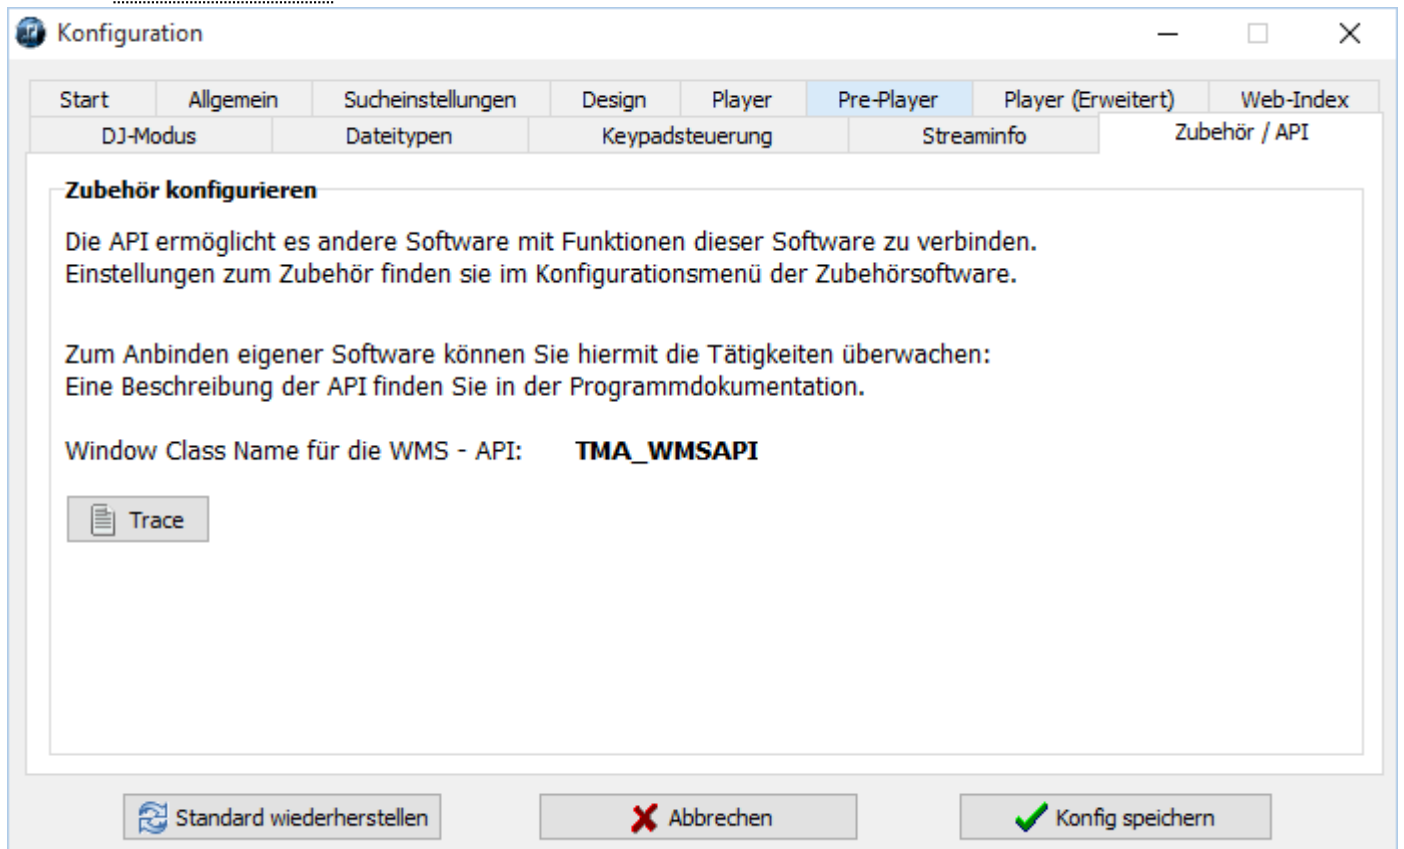 Konfiguration
Start Allgemein Sucheinstellungen Design Player Pre-Player Player (Erweitert) Web-Index
DJ-Modus Dateitypen Keypadsteuerung Streaminfo Zubehör / API
Zubehör konfigurieren
Die API ermöglicht es andere Software mit Funktionen dieser Software zu verbinden.
Einstellungen zum Zubehör finden sie im Konfigurationsmenü der Zubehörsoftware.
Zum Anbinden eigener Software können Sie hiermit die Tätigkeiten überwachen:
Eine Beschreibung der API finden Sie in der Programmdokumentation.
Window Class Name für die WMS - API: TMA_WMSAPI
Trace
Standard wiederherstellen Abbrechen Konfig speichern